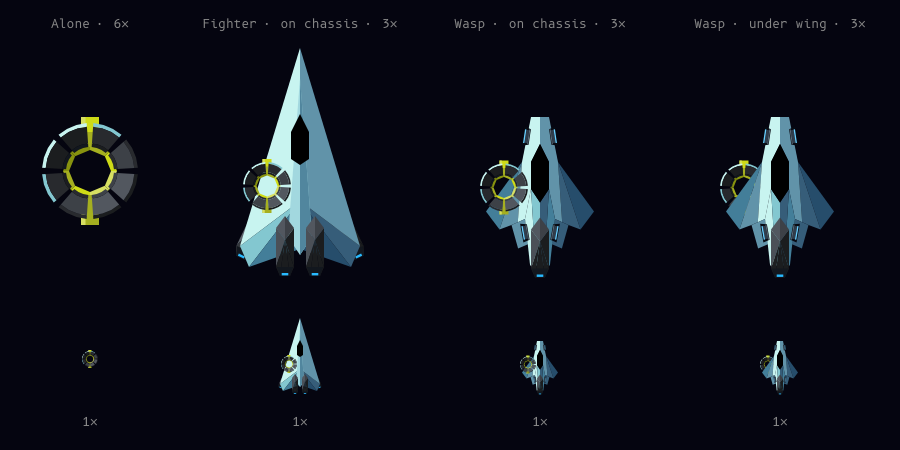 Alone · 6×
Fighter · on chassis · 3×
Wasp · on chassis · 3×
Wasp · under wing · 3×
1×
1×
1×
1×